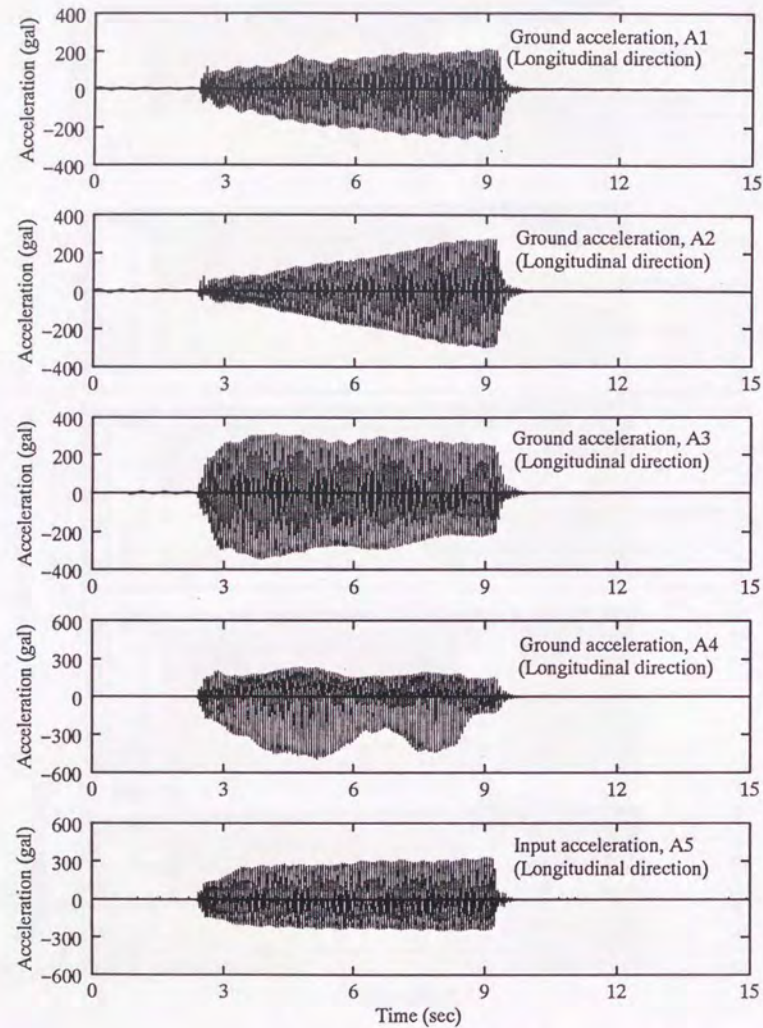 400
200
0
−200
−400
Acceleration (gal)
Ground acceleration, A1
(Longitudinal direction)
0 3 6 9 12 15
400
200
0
−200
−400
Acceleration (gal)
Ground acceleration, A2
(Longitudinal direction)
0 3 6 9 12 15
400
200
0
−200
−400
Acceleration (gal)
Ground acceleration, A3
(Longitudinal direction)
0 3 6 9 12 15
600
300
0
−300
−600
Acceleration (gal)
Ground acceleration, A4
(Longitudinal direction)
0 3 6 9 12 15
600
300
0
−300
−600
Acceleration (gal)
Input acceleration, A5
(Longitudinal direction)
0 3 6 9 12 15
Time (sec)